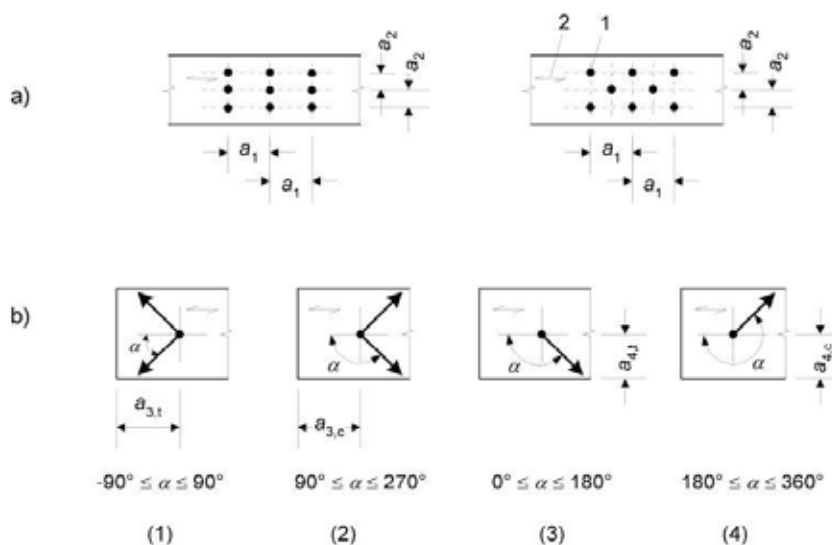 a)
2 1
a₂
a₂
a₂
a₂
a₁
a₁
a₁
a₁
b)
α
α
α
α
a₃,t
a₃,c
a₄,t
a₄,c
-90° ≤ α ≤ 90°
90° ≤ α ≤ 270°
0° ≤ α ≤ 180°
180° ≤ α ≤ 360°
(1)
(2)
(3)
(4)